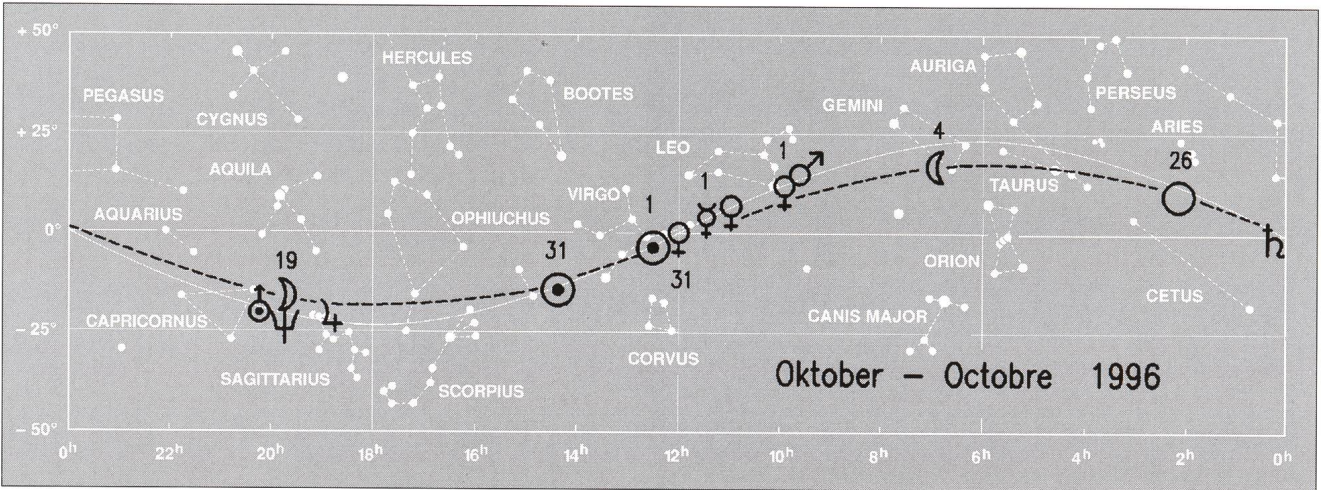 + 50°
HERCULES
AURIGA
PEGASUS
BOOTES
PERSEUS
GEMINI
CYGNUS
4
ARIES
+ 25°
1
LEO
26
AQUILA
1
VIRGO
TAURUS
1
AQUARIUS
OPHIUCHUS
0°
31
19
31
ORION
CETUS
CAPRICORNUS
CANIS MAJOR
− 25°
CORVUS
SAGITTARIUS
SCORPIUS
Oktober – Octobre 1996
− 50°
0h 22h 20h 18h 16h 14h 12h 10h 8h 6h 4h 2h 0h